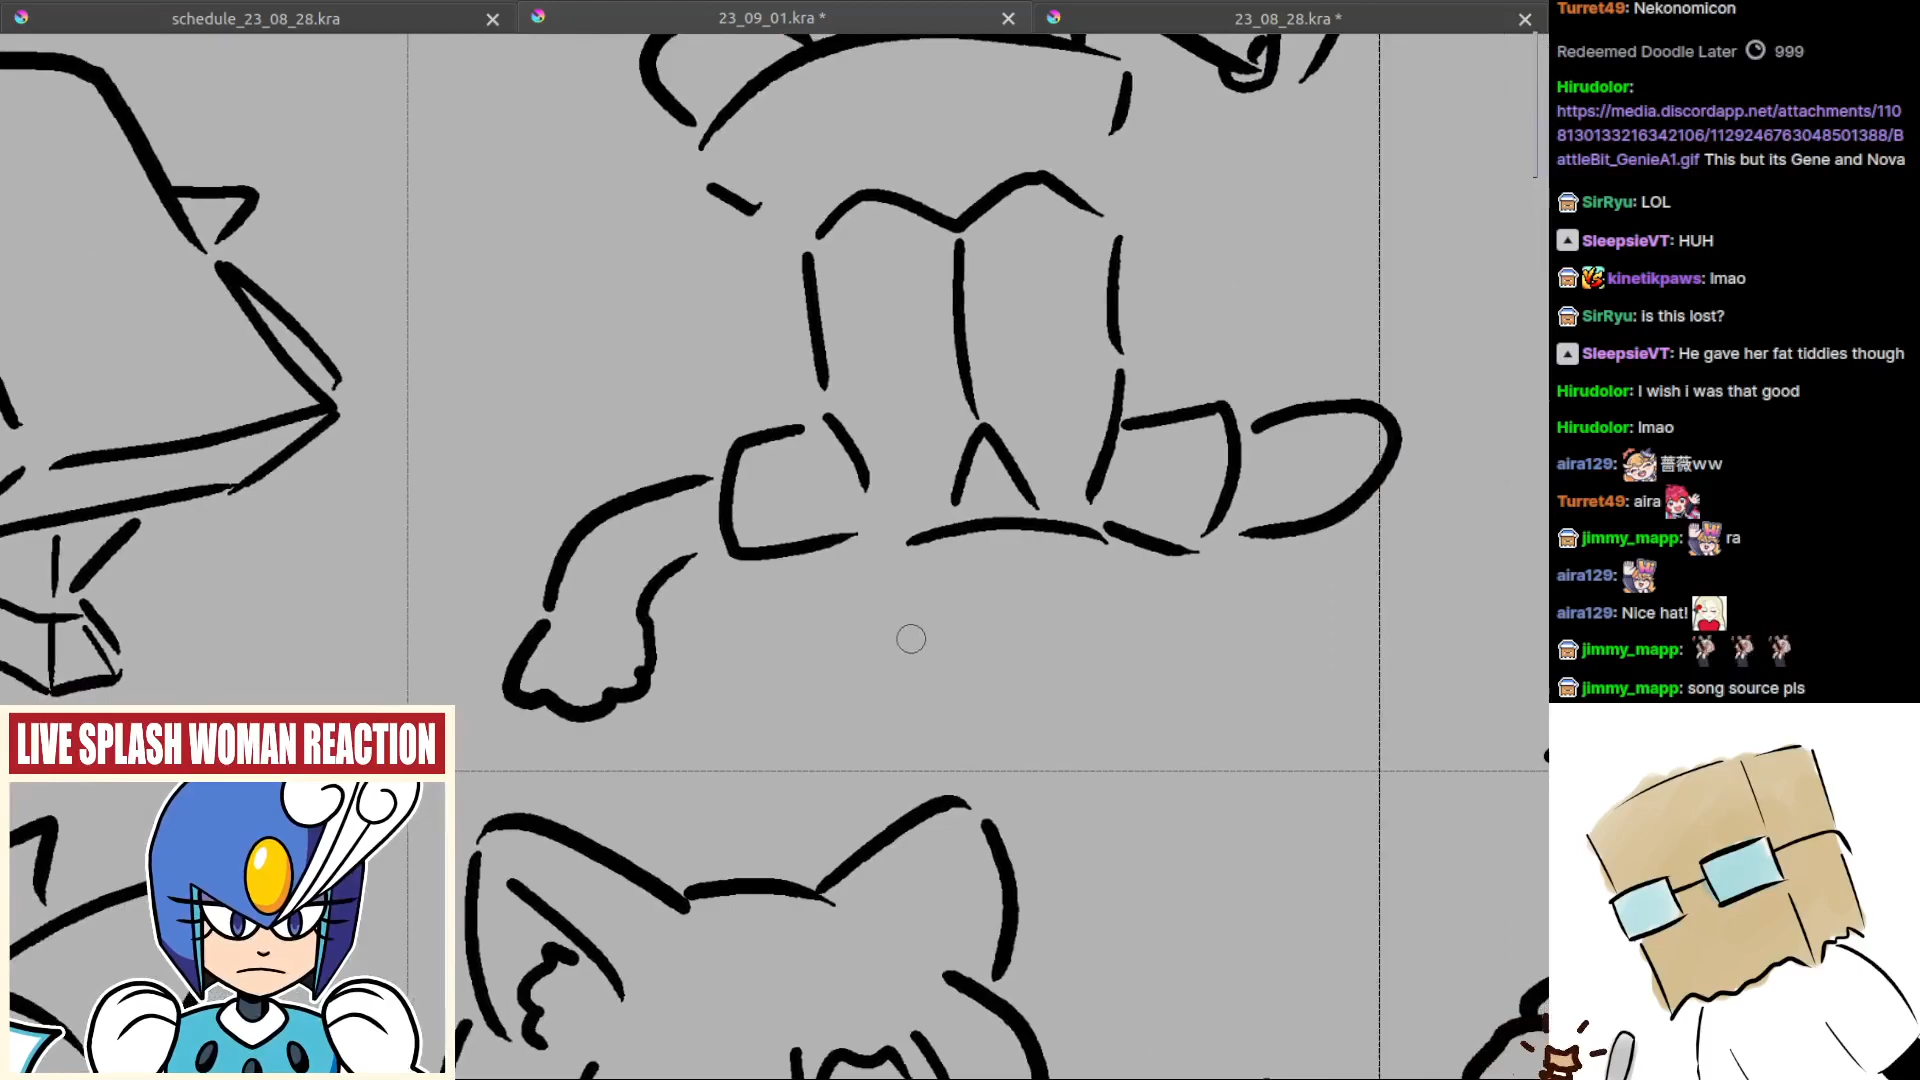 schedule_23_08_28.kra
23_09_01.kra *
23_08_28.kra *
Turret49: Nekonomicon
Redeemed Doodle Later 999
Hirudolor:
https://media.discordapp.net/attachments/110
8130133216342106/1129246763048501388/B
attleBit_GenieA1.gif This but its Gene and Nova
SirRyu: LOL
SleepsieVT: HUH
kinetikpaws: lmao
SirRyu: is this lost?
SleepsieVT: He gave her fat tiddies though
Hirudolor: I wish i was that good
Hirudolor: lmao
aira129: 薔薇ww
Turret49: aira
jimmy_mapp: ra
aira129:
aira129: Nice hat!
jimmy_mapp:
jimmy_mapp: song source pls
LIVE SPLASH WOMAN REACTION